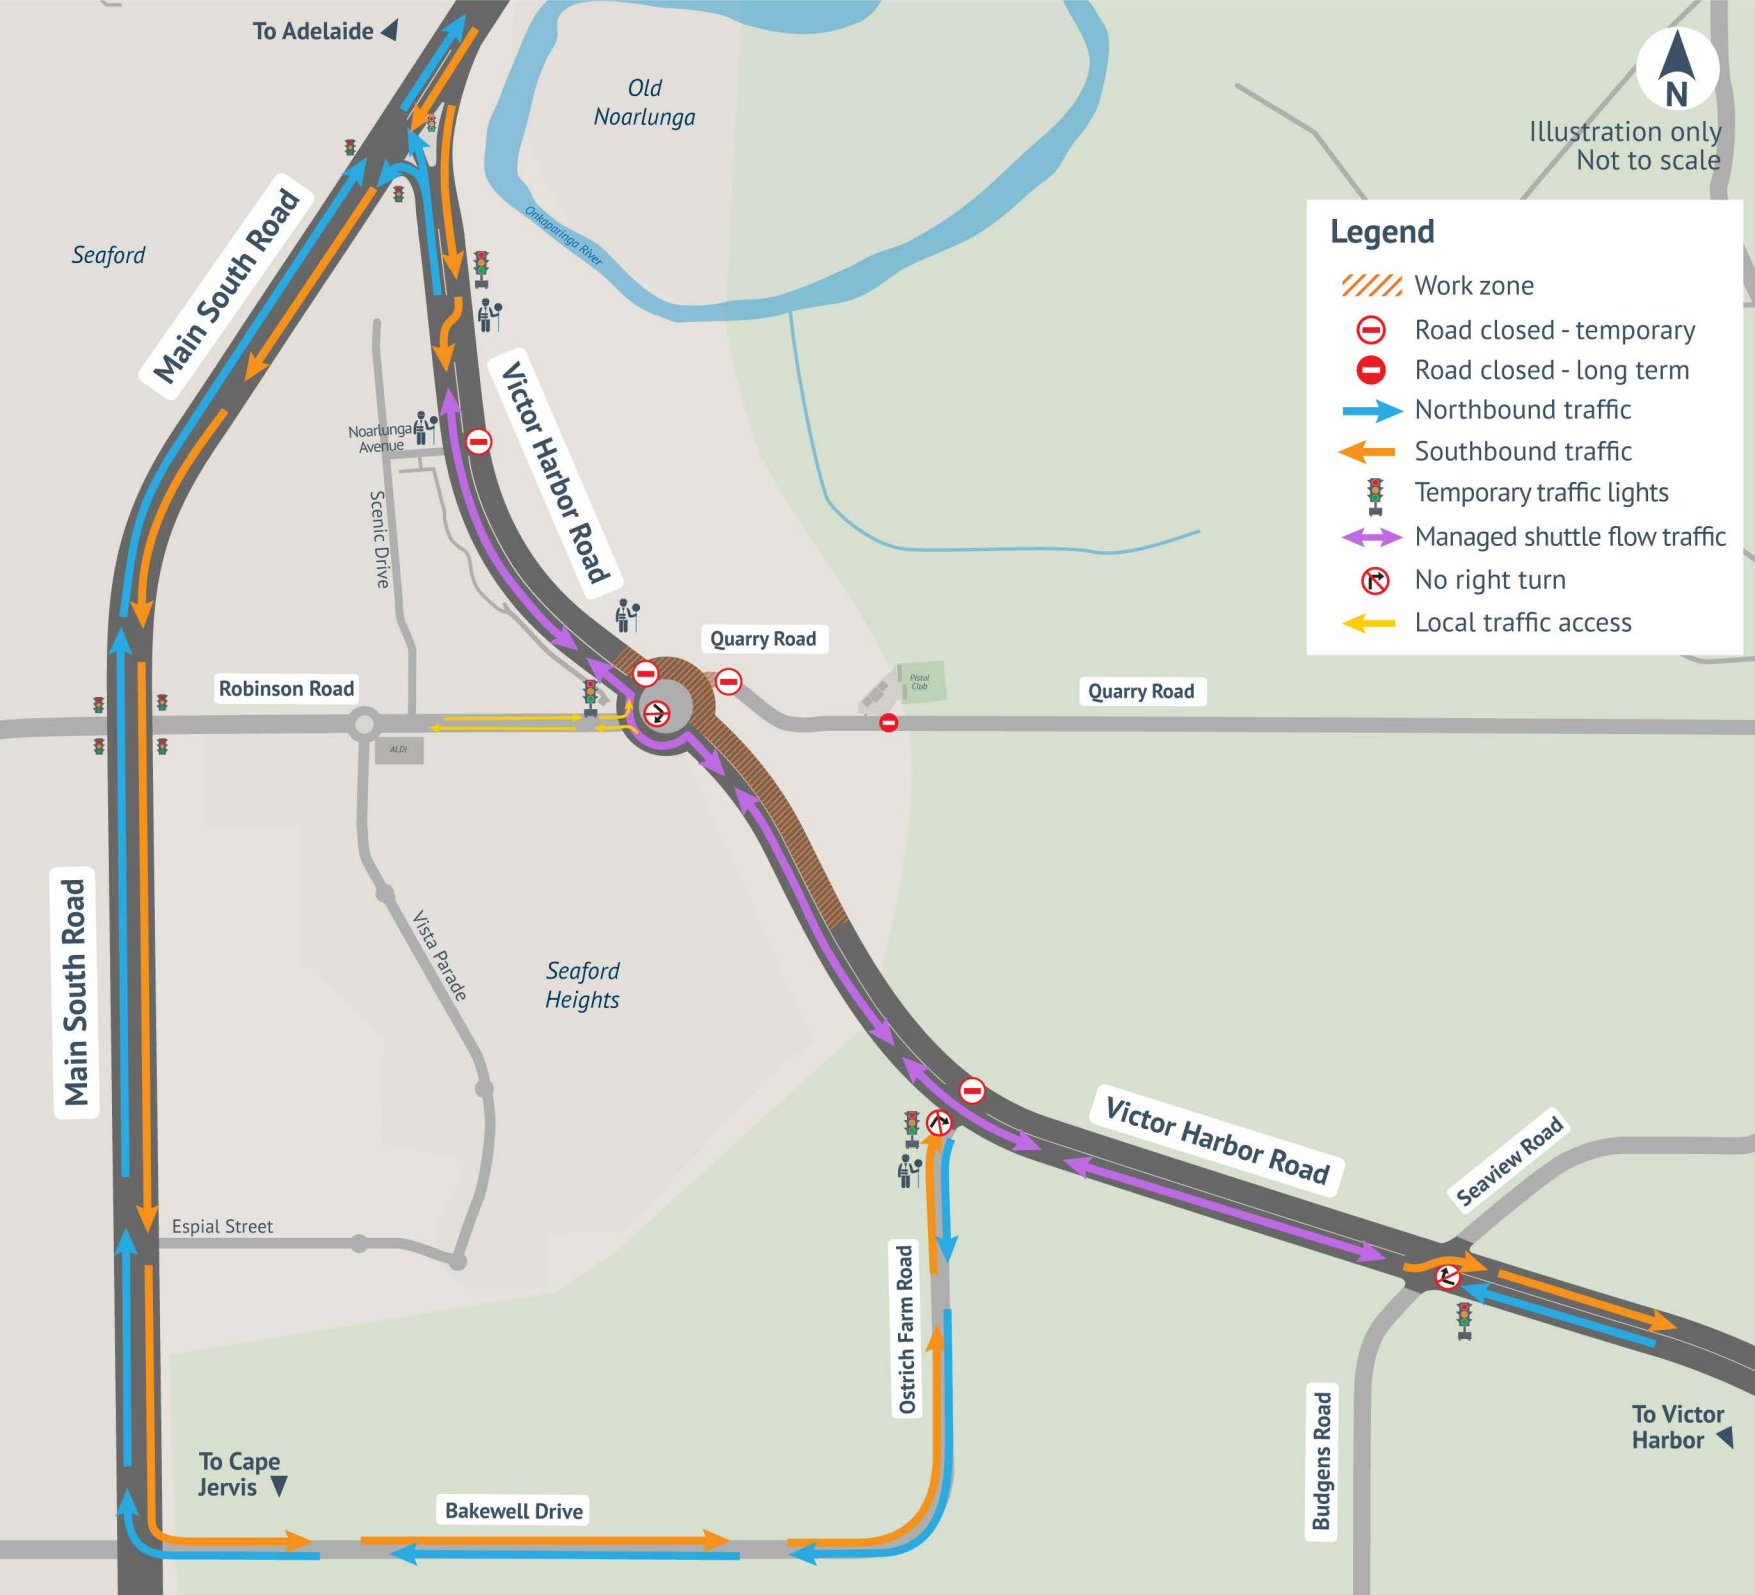 To Adelaide
N
Illustration only
Not to scale
Old
Noarlunga
Seaford
Main South Road
Onkaparinga River
Legend
Work zone
Road closed - temporary
Road closed - long term
Northbound traffic
Southbound traffic
Temporary traffic lights
Managed shuttle flow traffic
No right turn
Local traffic access
Victor Harbor Road
Noarlunga
Avenue
Scenic Drive
Quarry Road
Robinson Road
Pistol
Club
Quarry Road
ALDI
Main South Road
Vista Parade
Seaford
Heights
Victor Harbor Road
Seaview Road
Espial Street
Ostrich Farm Road
Budgens Road
To Victor
Harbor
To Cape
Jervis
Bakewell Drive